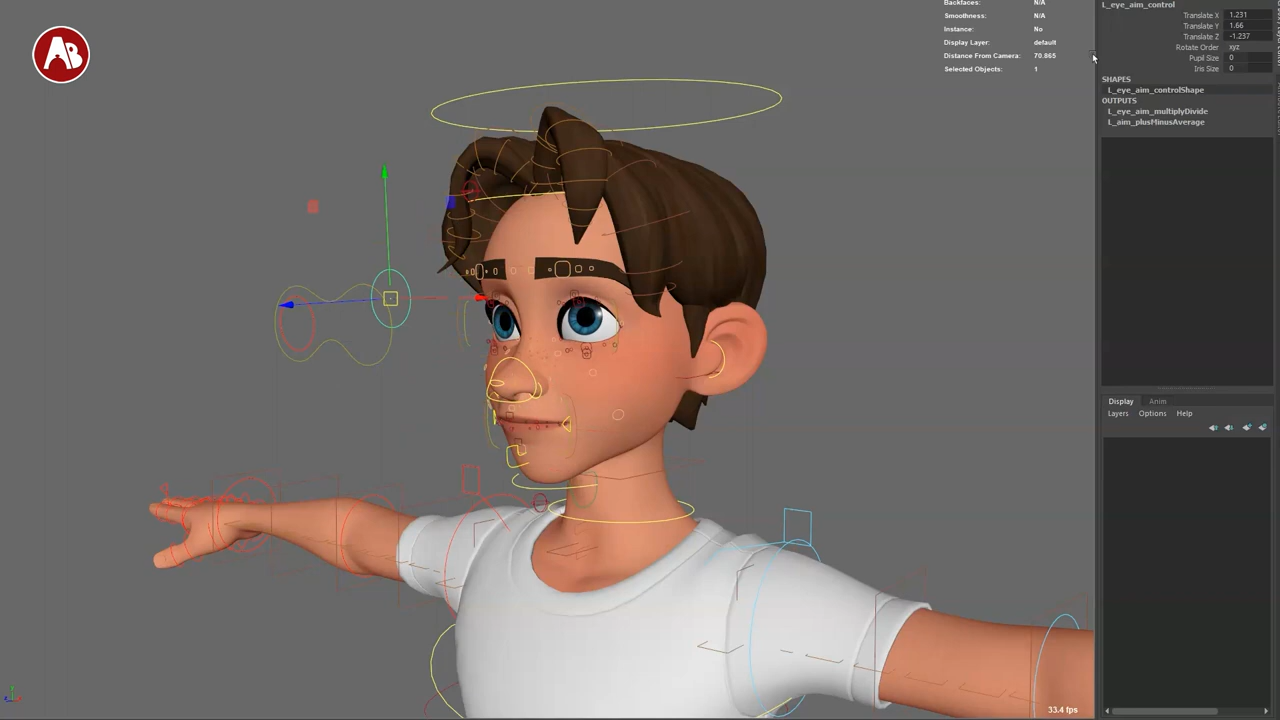 AB
Backfaces: N/A
Smoothness: N/A
Instance: No
Display Layer: default
Distance From Camera: 70.865
Selected Objects: 1
L_eye_aim_control
Translate X 1.231
Translate Y 1.66
Translate Z -1.237
Rotate Order xyz
Pupil Size 0
Iris Size 0
SHAPES
L_eye_aim_controlShape
OUTPUTS
L_eye_aim_multiplyDivide
L_aim_plusMinusAverage
Display Anim
Layers Options Help
33.4 fps